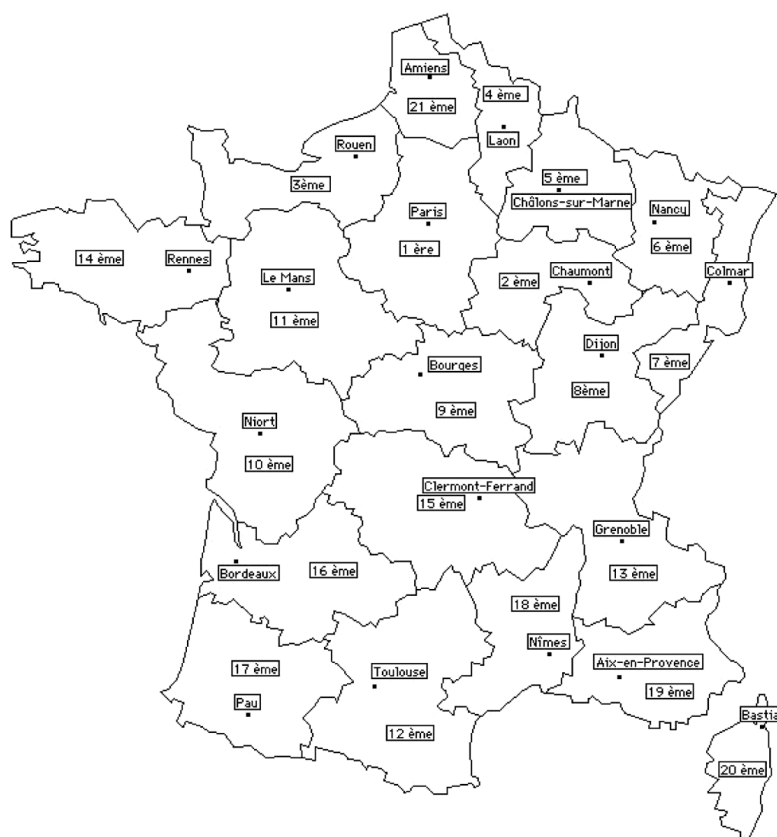 Amiens
21 ème
4 ème
Laon
Rouen
3ème
5 ème
Châlons-sur-Marne
Paris
1 ère
Nancy
6 ème
14 ème
Rennes
Le Mans
11 ème
2 ème
Chaumont
Colmar
Bourges
9 ème
Dijon
8ème
7 ème
Niort
10 ème
Clermont-Ferrand
15 ème
Grenoble
13 ème
Bordeaux
16 ème
18 ème
Nîmes
17 ème
Pau
Toulouse
12 ème
Aix-en-Provence
19 ème
Bastia
20 ème